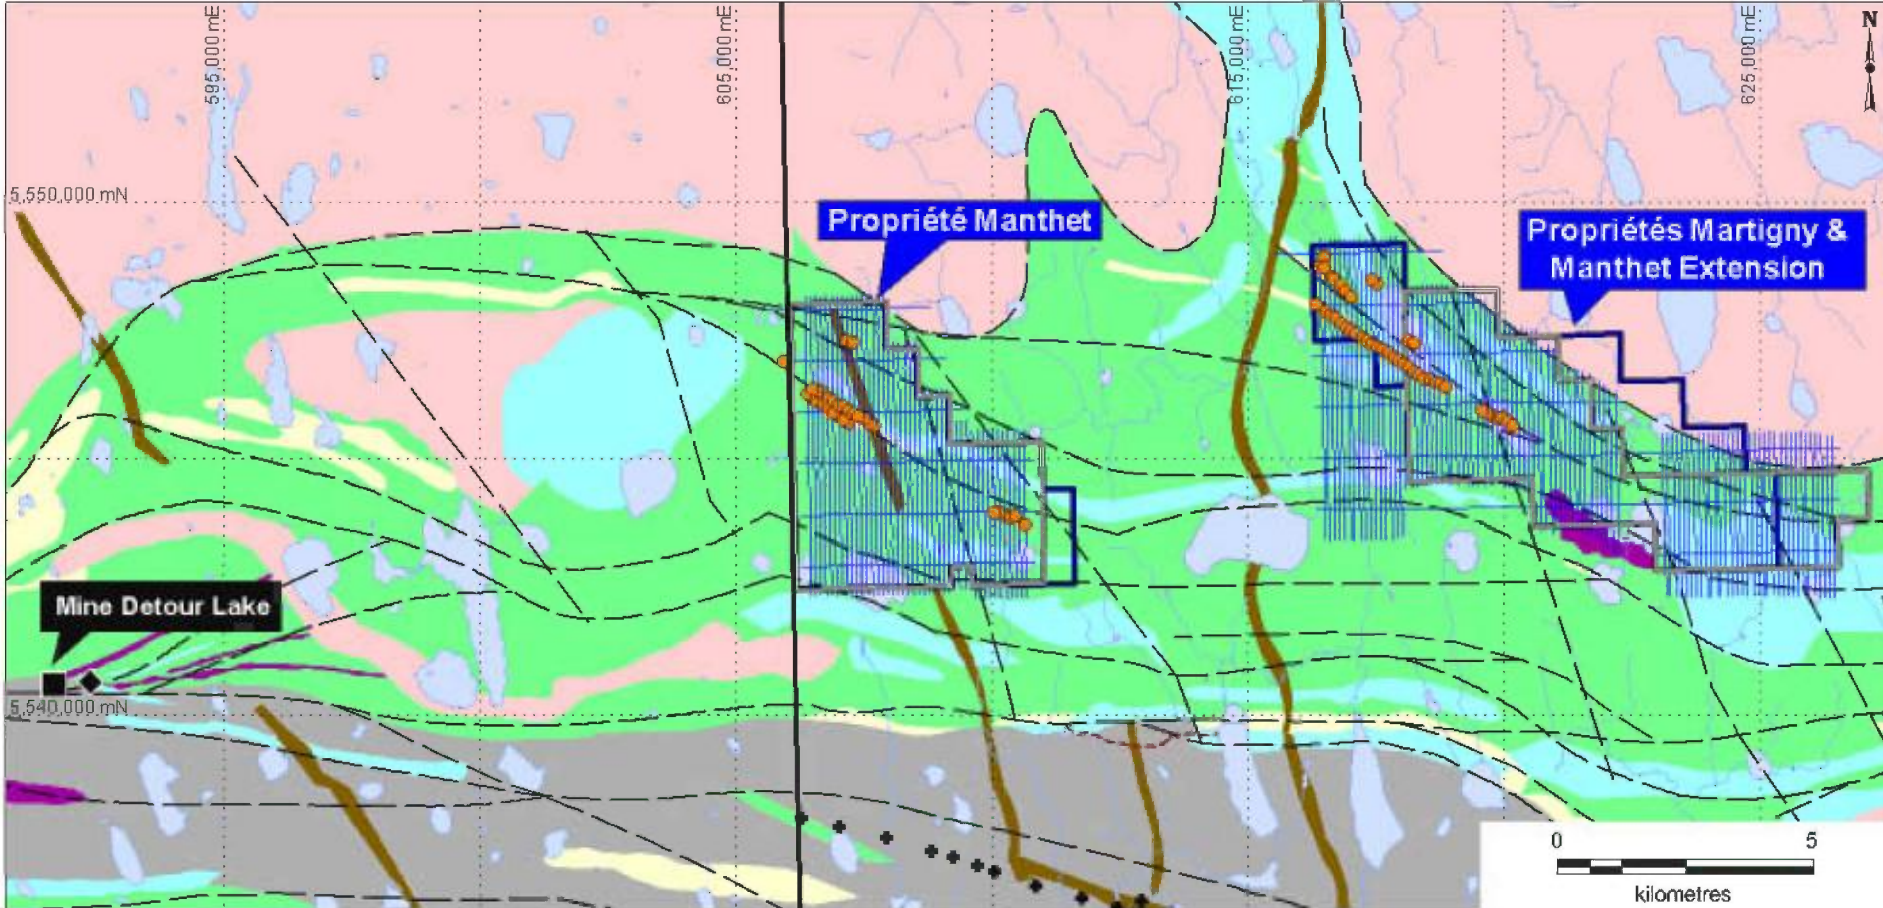 595,000 mE
605,000 mE
615,000 mE
625,000 mE
N
5,550,000 mN
Propriété Manthet
Propriétés Martigny &
Manthet Extension
Mine Detour Lake
5,540,000 mN
0 5
kilometres